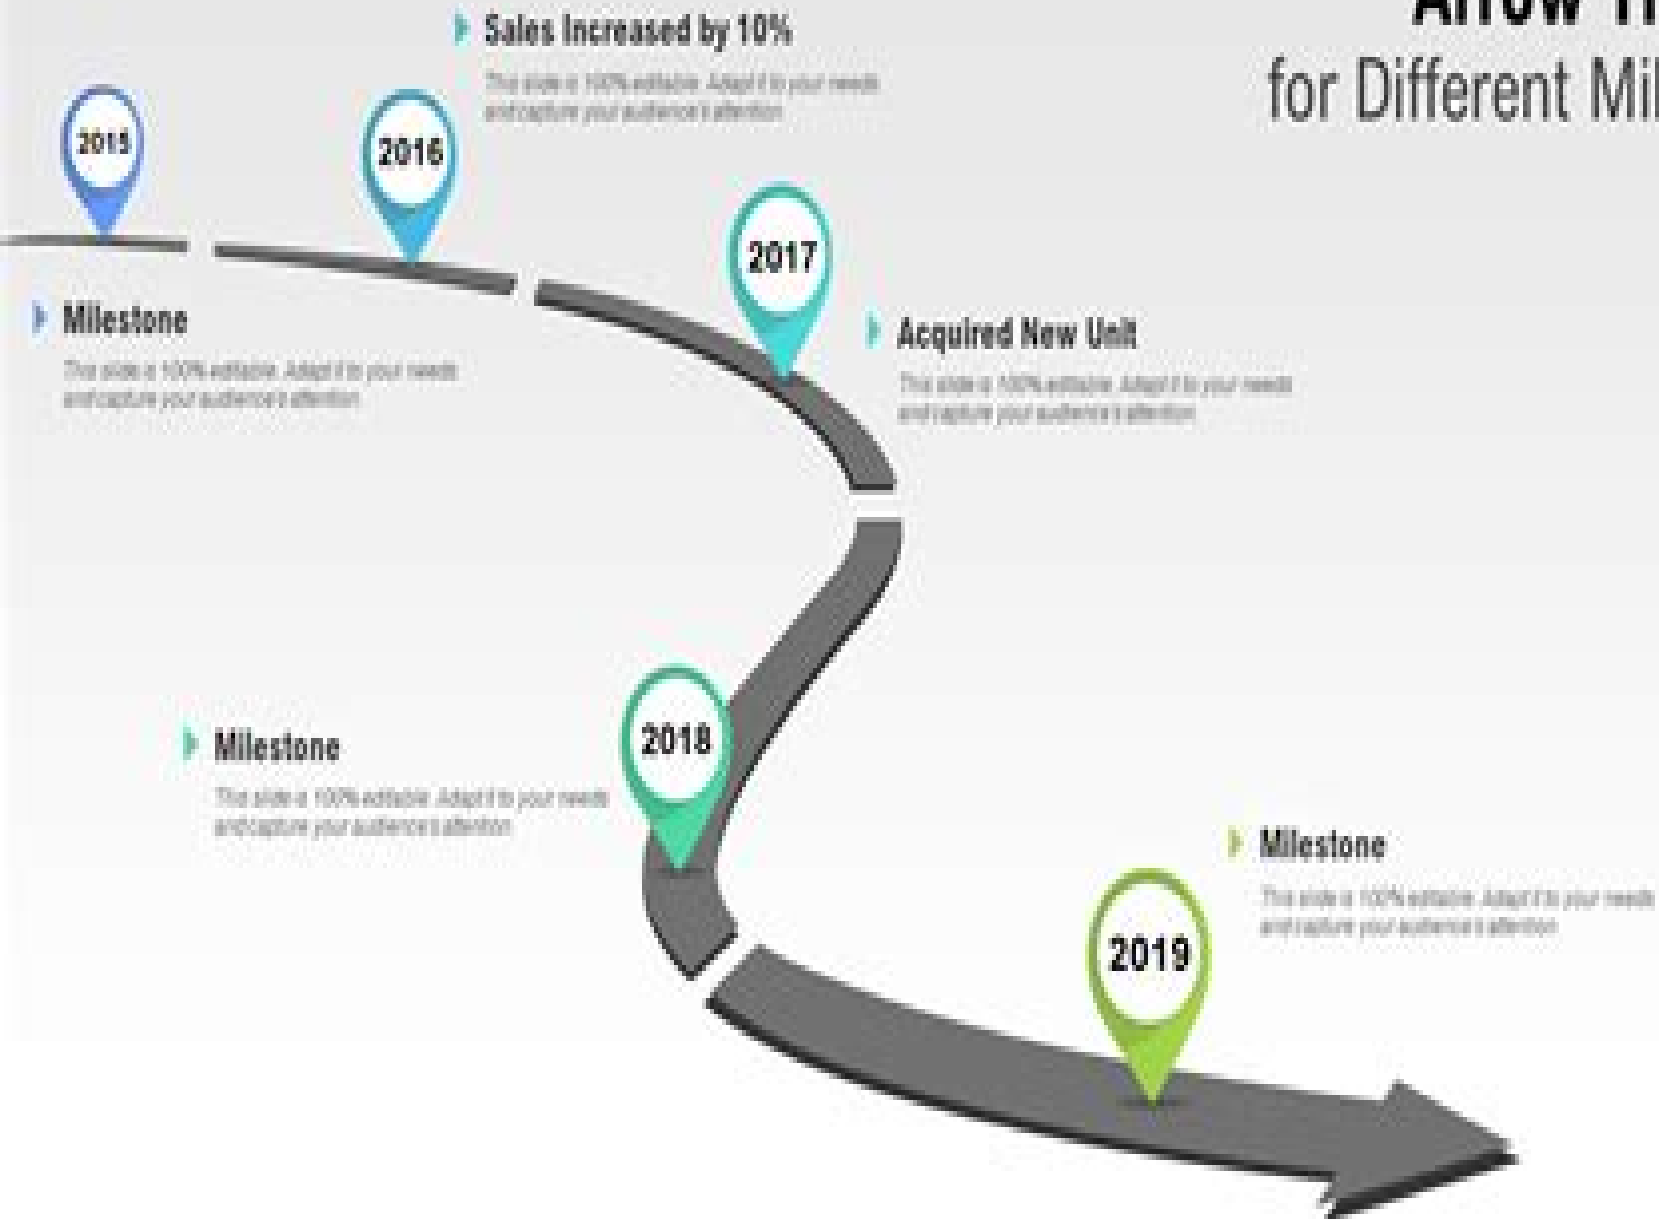 Arrow
for Different
Sales Increased by 10%
This slide is 100% editable. Adapt it to your needs
and capture your audience's attention
2015
2016
2017
Milestone
This slide is 100% editable. Adapt it to your needs
and capture your audience's attention
Acquired New Unit
This slide is 100% editable. Adapt it to your needs
and capture your audience's attention
2018
Milestone
This slide is 100% editable. Adapt it to your needs
and capture your audience's attention
2019
Milestone
This slide is 100% editable. Adapt it to your needs
and capture your audience's attention